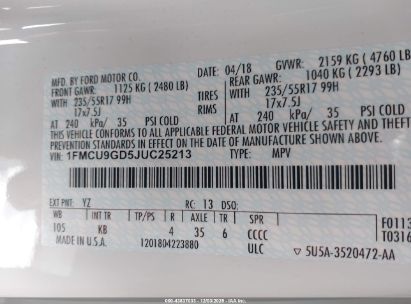 MFD. BY FORD MOTOR CO.
04/18 GVWR: 2159 KG ( 4760 LB)
FRONT GAWR: 1125 KG ( 2480 LB) REAR GAWR: 1040 KG ( 2293 LB)
WITH WITH
235/55R17 99H TIRES 235/55R17 99H
17x7.5J RIMS 17x7.5J
AT 240 kPa/ 35 PSI COLD AT 240 kPa/ 35 PSI COLD
THIS VEHICLE CONFORMS TO ALL APPLICABLE FEDERAL MOTOR VEHICLE SAFETY AND THEFT
PREVENTION STANDARDS IN EFFECT ON THE DATE OF MANUFACTURE SHOWN ABOVE.
1FMCU9GD5JUC25213 TYPE: MPV
EXT PNT: YZ RC: 13 DSO:
WB INT TR TP/PS R AXLE TR SPR
105 KB 4 35 6 CCCC
MADE IN U.S.A. 1201804223880 ULC
F0113
T0316
5U5A-3520472-AA